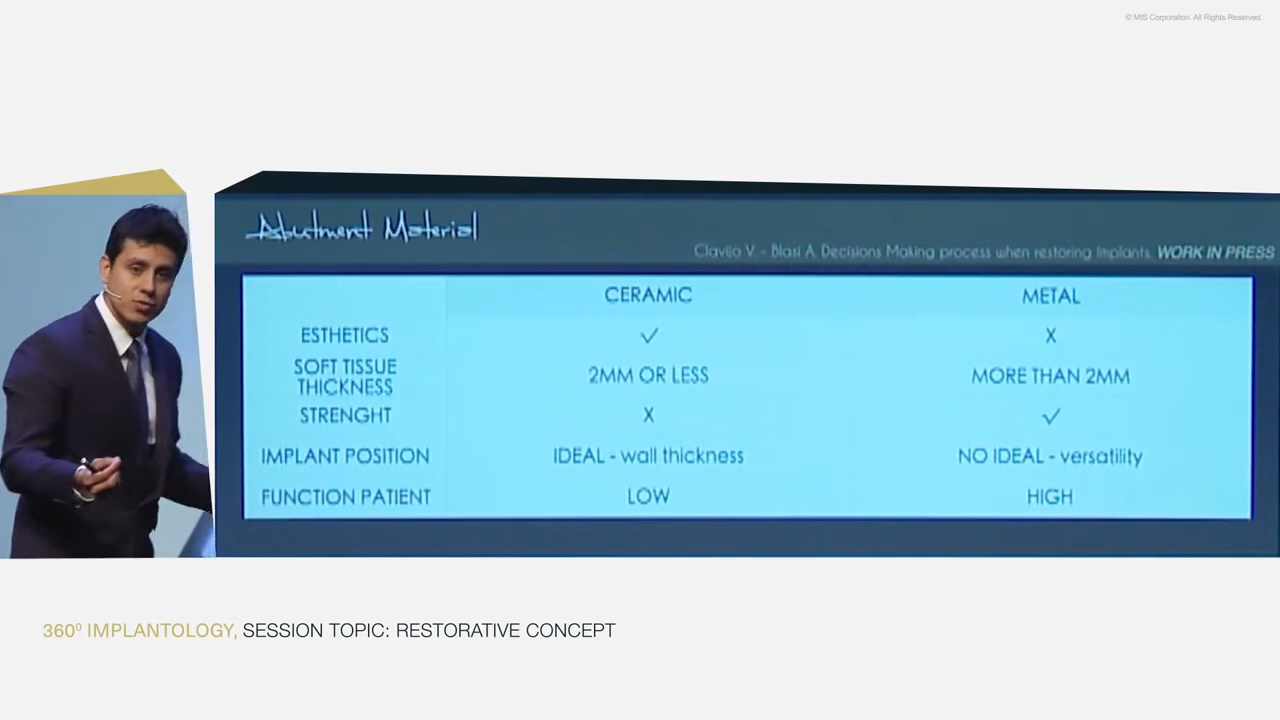 © MIS Corporation. All Rights Reserved
Abutment Material
Clavijo V. - Blasi A. Decisions Making process when restoring Implants. WORK IN PRESS
CERAMIC METAL
ESTHETICS ✓ X
SOFT TISSUE THICKNESS 2MM OR LESS MORE THAN 2MM
STRENGHT X ✓
IMPLANT POSITION IDEAL - wall thickness NO IDEAL - versatility
FUNCTION PATIENT LOW HIGH
360º IMPLANTOLOGY, SESSION TOPIC: RESTORATIVE CONCEPT